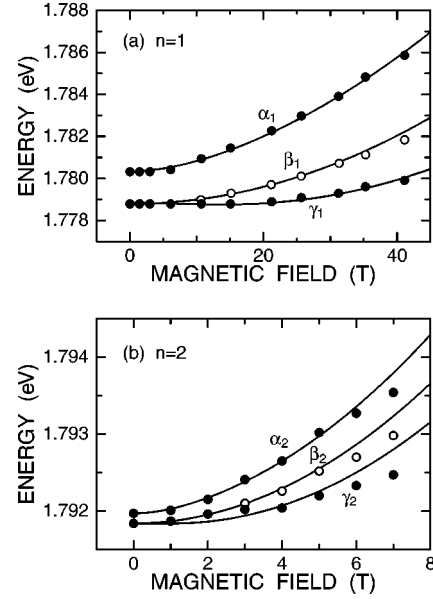 (a) n=1
ENERGY (eV)
1.788
1.786
1.784
1.782
1.780
1.778
α1
β1
γ1
0 20 40
MAGNETIC FIELD (T)
(b) n=2
ENERGY (eV)
1.794
1.793
1.792
α2
β2
γ2
0 2 4 6 8
MAGNETIC FIELD (T)